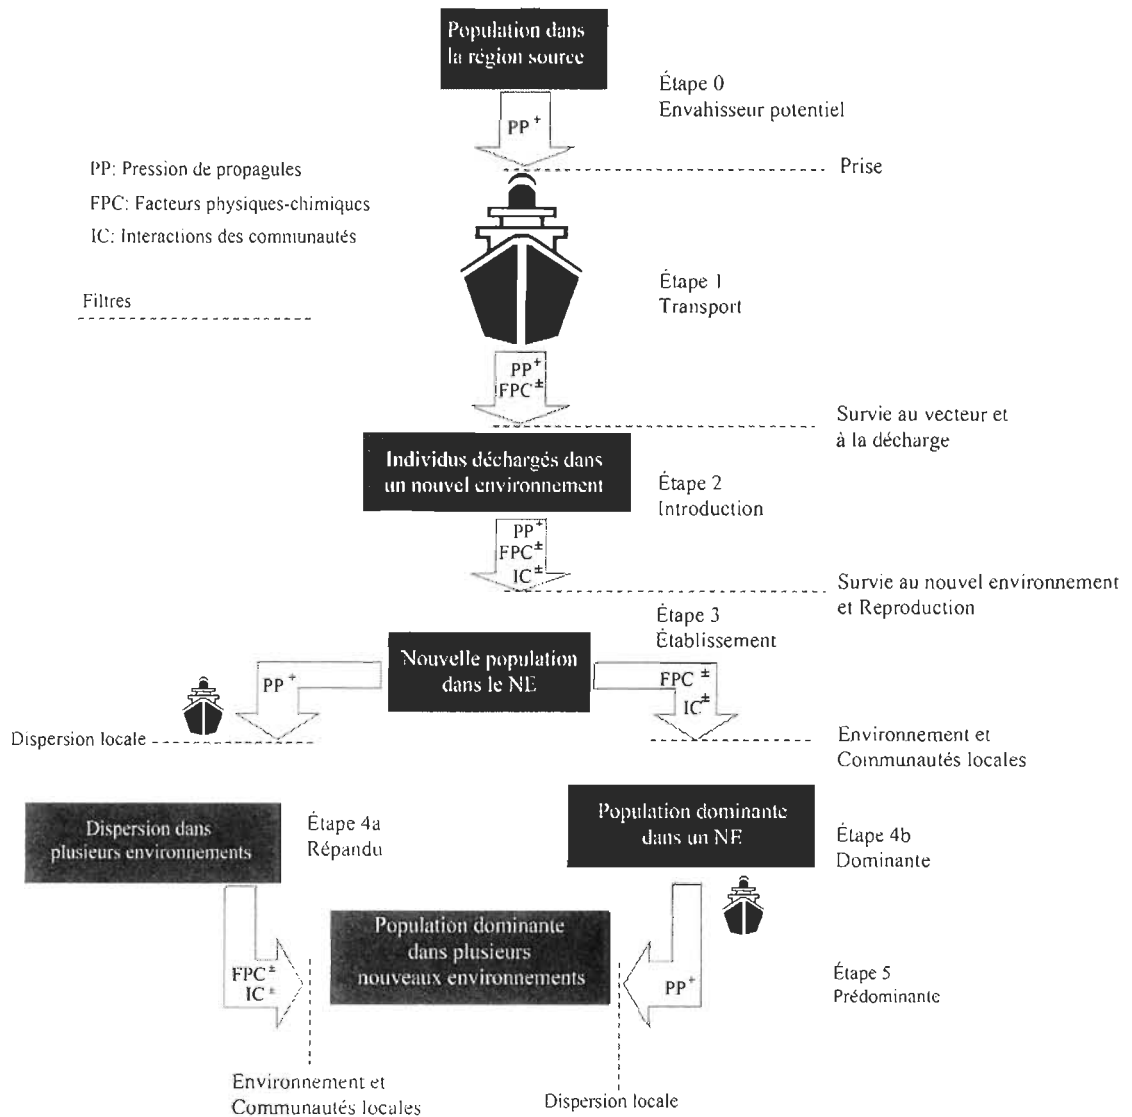 Population dans
la région source
Étape 0
Envahisseur potentiel
PP +
Prise
PP: Pression de propagules
FPC: Facteurs physiques-chimiques
IC: Interactions des communautés
Filtres
Étape 1
Transport
PP+
FPC±
Survie au vecteur et
à la décharge
Individus déchargés dans
un nouvel environnement
Étape 2
Introduction
PP+
FPC±
IC±
Survie au nouvel environnement
et Reproduction
Étape 3
Établissement
Nouvelle population
dans le NE
PP +
FPC ±
IC±
Dispersion locale
Environnement et
Communautés locales
Dispersion dans
plusieurs environnements
Étape 4a
Répandu
Population dominante
dans un NE
Étape 4b
Dominante
Population dominante
dans plusieurs
nouveaux environnements
FPC±
IC±
PP+
Étape 5
Prédominante
Environnement et
Communautés locales
Dispersion locale